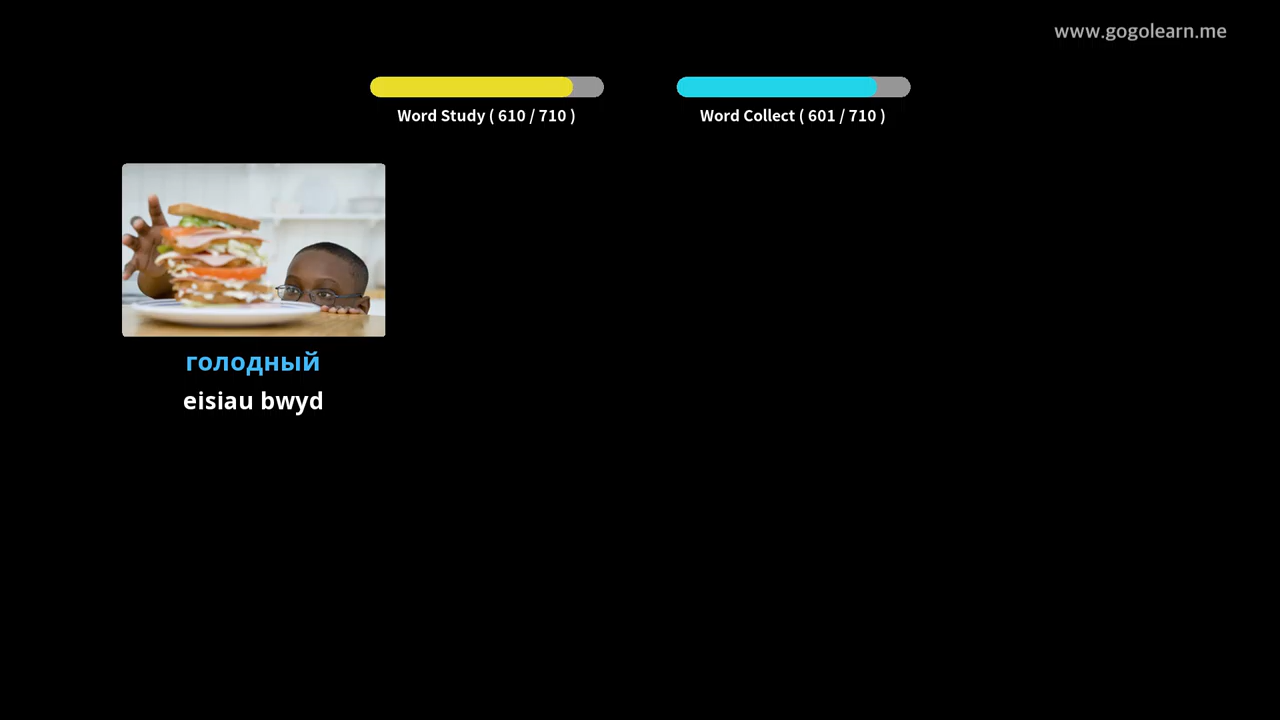 www.gogolearn.me
Word Study ( 610 / 710 )
Word Collect ( 601 / 710 )
голодный
eisiau bwyd